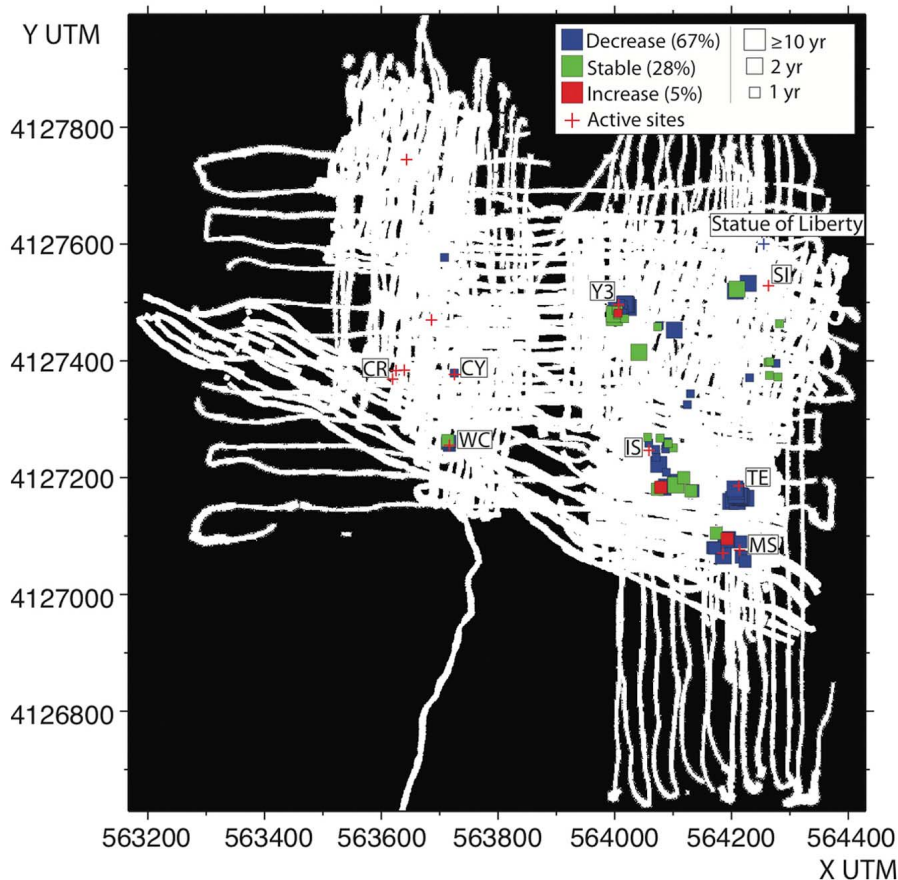 Y UTM
Decrease (67%)
Stable (28%)
Increase (5%)
Active sites
≥10 yr
2 yr
1 yr
4127800
4127600
4127400
4127200
4127000
4126800
Statue of Liberty
SI
Y3
CR
CY
WC
IS
TE
MS
563200 563400 563600 563800 564000 564200 564400
X UTM